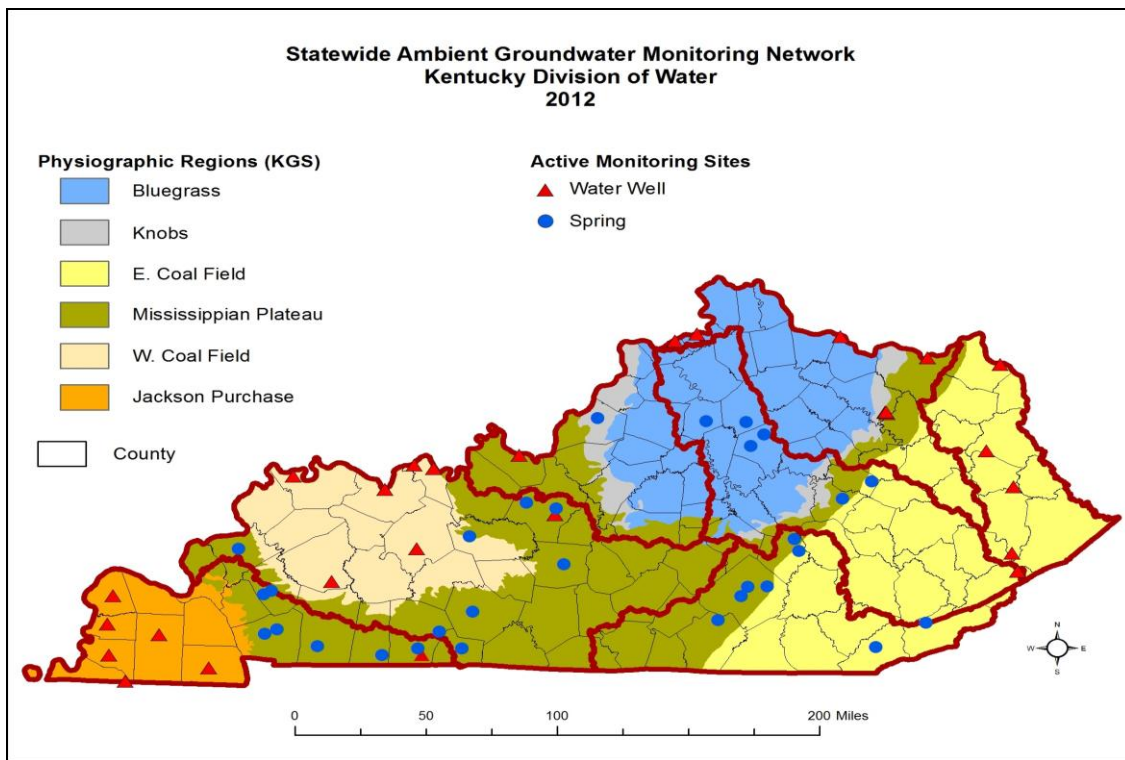 Statewide Ambient Groundwater Monitoring Network
Kentucky Division of Water
2012
Physiographic Regions (KGS)
Bluegrass
Knobs
E. Coal Field
Mississippian Plateau
W. Coal Field
Jackson Purchase
County
Active Monitoring Sites
Water Well
Spring
N
W E
S
0 50 100 200 Miles